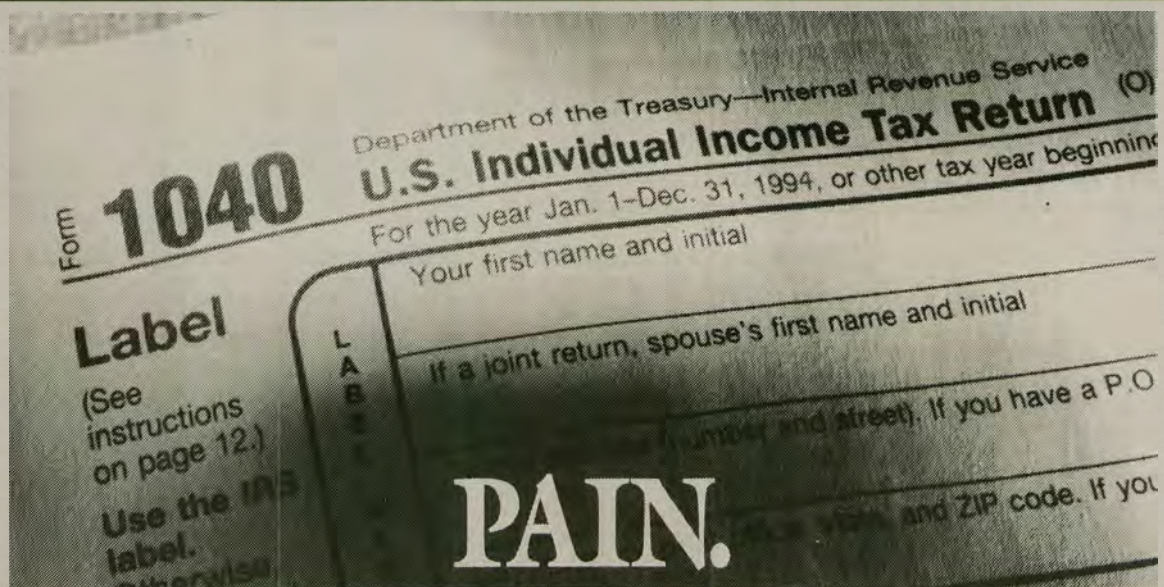 Department of the Treasury—Internal Revenue Service
Form 1040 U.S. Individual Income Tax Return (O)
For the year Jan. 1–Dec. 31, 1994, or other tax year beginning
Label
(See
instructions
on page 12.)
Use the IRS
label.
Otherwise
L
A
B
E
L
Your first name and initial
If a joint return, spouse's first name and initial
number and street). If you have a P.O
and ZIP code. If you
PAIN.